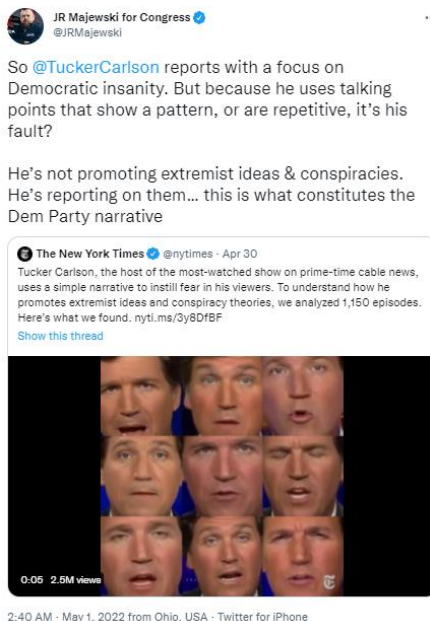 JR Majewski for Congress
@JRMajewski
So @TuckerCarlson reports with a focus on
Democratic insanity. But because he uses talking
points that show a pattern, or are repetitive, it's his
fault?
He's not promoting extremist ideas & conspiracies.
He's reporting on them... this is what constitutes the
Dem Party narrative
The New York Times @nytimes · Apr 30
Tucker Carlson, the host of the most-watched show on prime-time cable news,
uses a simple narrative to instill fear in his viewers. To understand how he
promotes extremist ideas and conspiracy theories, we analyzed 1,150 episodes.
Here's what we found. nyti.ms/3y8DfBF
Show this thread
0:05 2.5M views
2:40 AM · May 1, 2022 from Ohio, USA · Twitter for iPhone